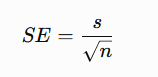 SE = s / √n